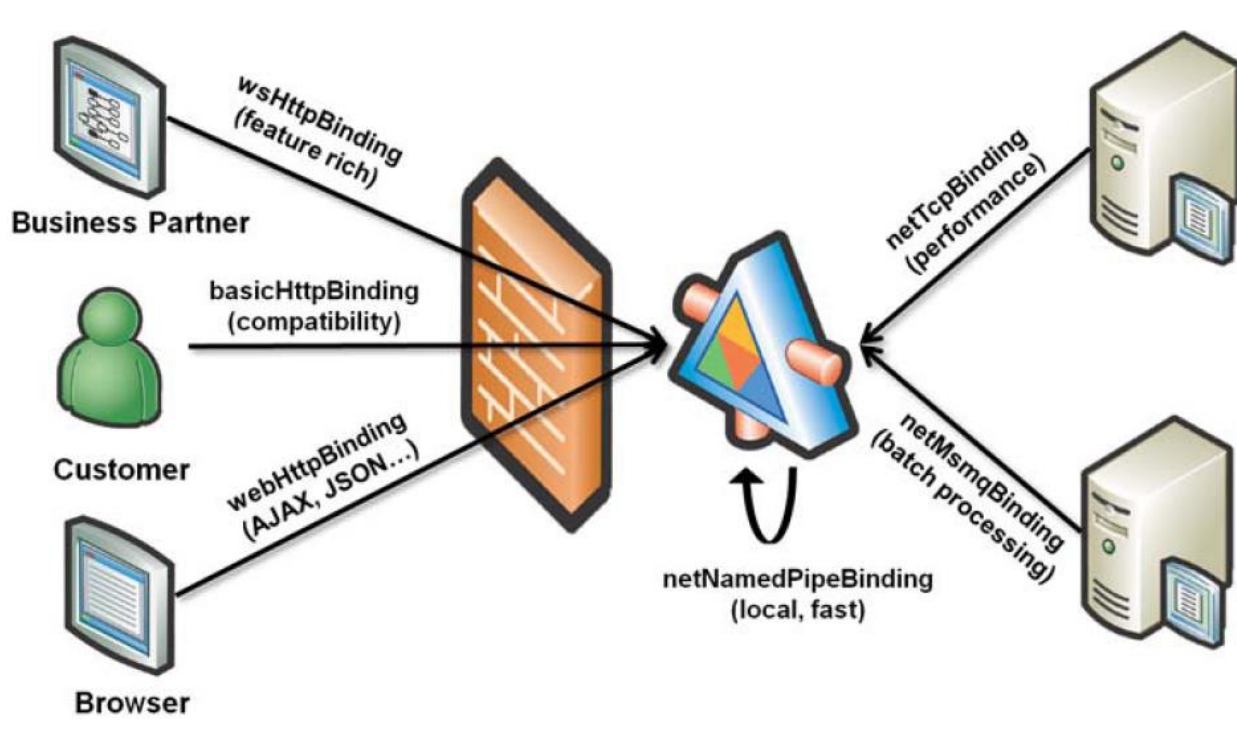 wsHttpBinding
(feature rich)
Business Partner
basicHttpBinding
(compatibility)
Customer
webHttpBinding
(AJAX, JSON…)
Browser
netTcpBinding
(performance)
netMsmqBinding
(batch processing)
netNamedPipeBinding
(local, fast)